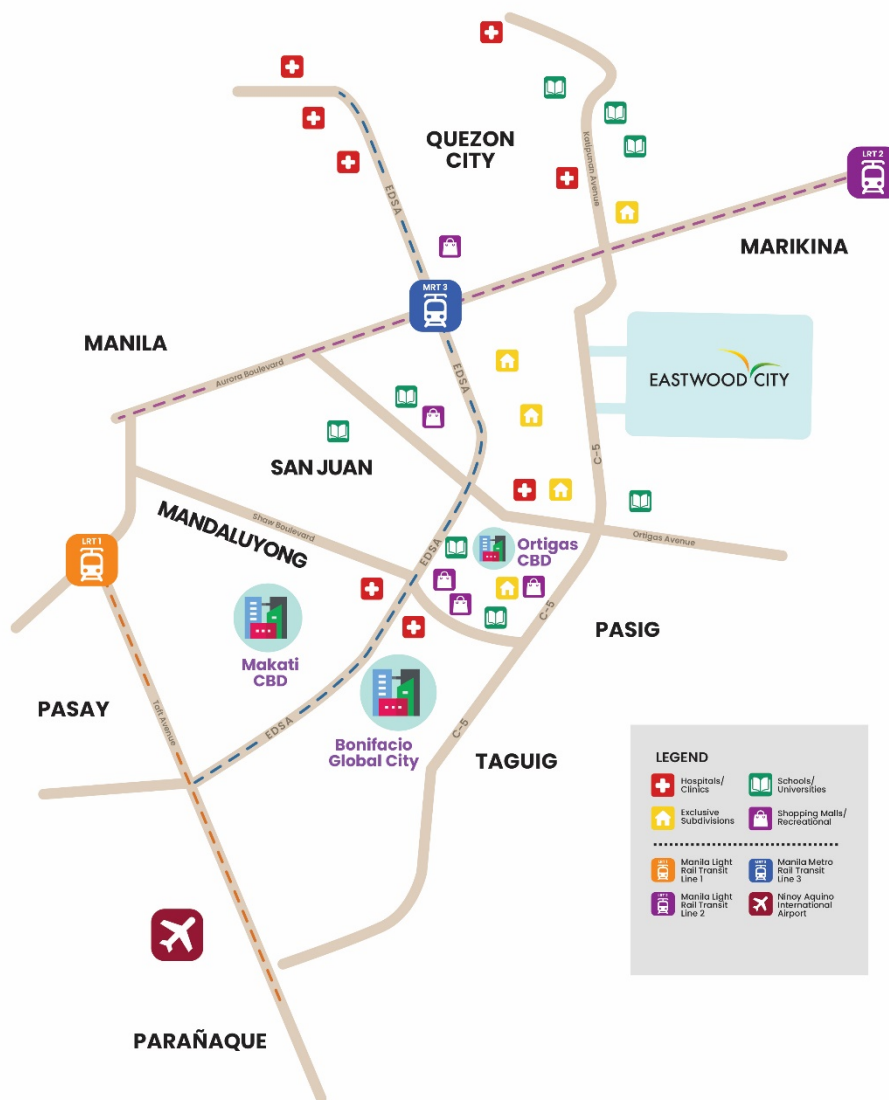 QUEZON
CITY
EDSA
Katipunan Avenue
LRT 2
MARIKINA
MRT 3
MANILA
Aurora Boulevard
EDSA
EASTWOOD CITY
C-5
SAN JUAN
MANDALUYONG
Shaw Boulevard
LRT 1
EDSA
Ortigas
CBD
Ortigas Avenue
C-5
PASIG
Makati
CBD
PASAY
Taft Avenue
EDSA
Bonifacio
Global City
C-5
TAGUIG
PARAÑAQUE
LEGEND
Hospitals/
Clinics
Schools/
Universities
Exclusive
Subdivisions
Shopping Malls/
Recreational
LRT 1
Manila Light
Rail Transit
Line 1
MRT 3
Manila Metro
Rail Transit
Line 3
LRT 2
Manila Light
Rail Transit
Line 2
Ninoy Aquino
International
Airport